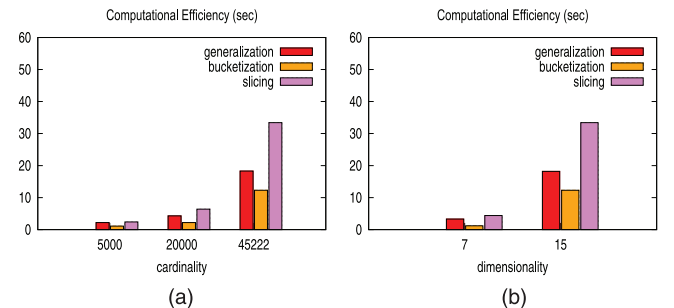 Computational Efficiency (sec)
60
50
40
30
20
10
0
generalization
bucketization
slicing
5000 20000 45222
cardinality
(a)
Computational Efficiency (sec)
60
50
40
30
20
10
0
generalization
bucketization
slicing
7 15
dimensionality
(b)